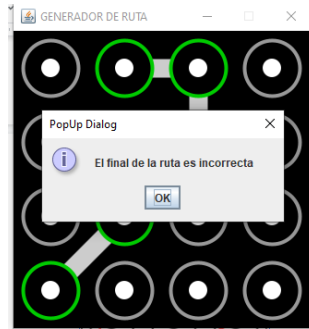 GENERADOR DE RUTA
PopUp Dialog
El final de la ruta es incorrecta
OK